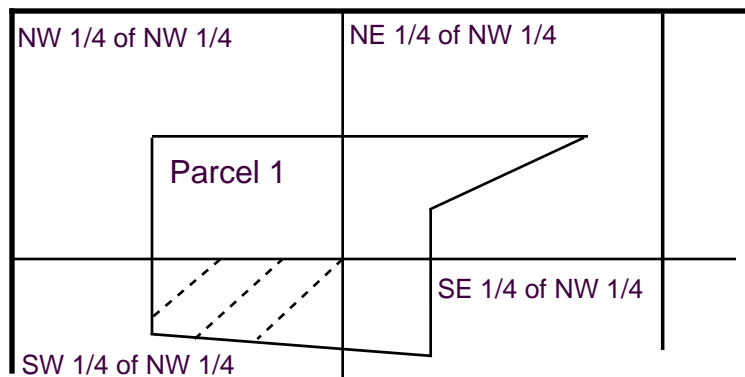 NW 1/4 of NW 1/4
NE 1/4 of NW 1/4
Parcel 1
SE 1/4 of NW 1/4
SW 1/4 of NW 1/4